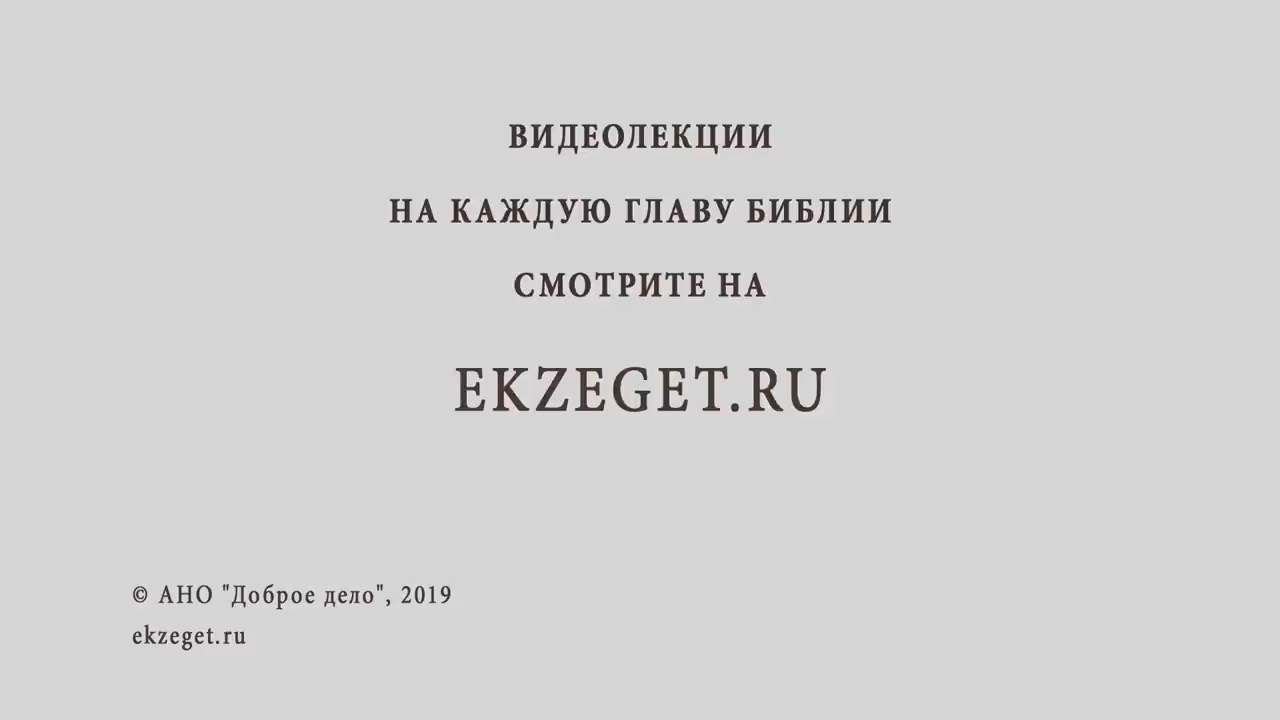 ВИДЕОЛЕКЦИИ
НА КАЖДУЮ ГЛАВУ БИБЛИИ
СМОТРИТЕ НА
EKZEGET.RU
© АНО "Доброе дело", 2019
ekzeget.ru